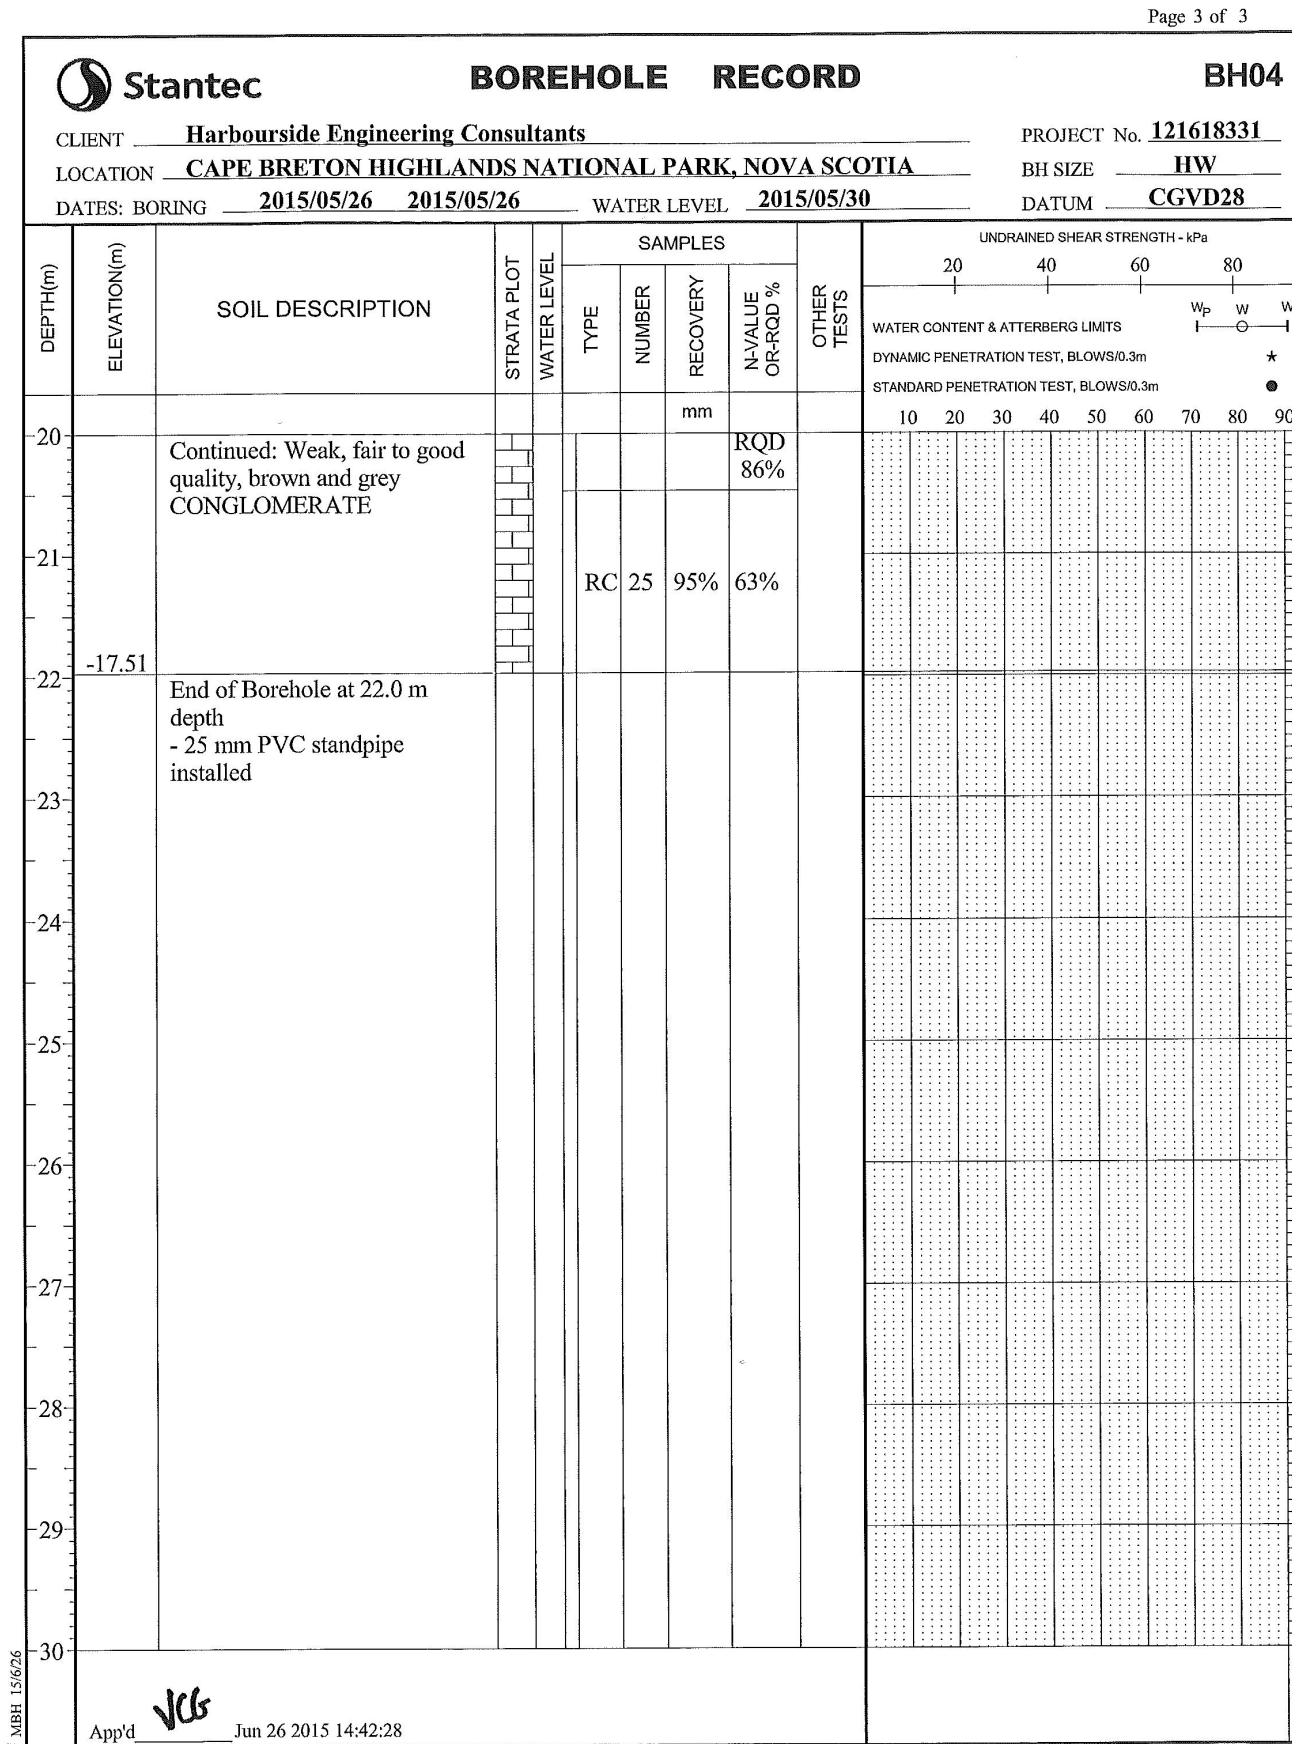 Page 3 of 3
Stantec
BOREHOLE RECORD
BH04
CLIENT Harbourside Engineering Consultants
PROJECT No. 121618331
LOCATION CAPE BRETON HIGHLANDS NATIONAL PARK, NOVA SCOTIA
BH SIZE HW
DATES: BORING 2015/05/26 2015/05/26 WATER LEVEL 2015/05/30
DATUM CGVD28
DEPTH(m)
ELEVATION(m)
SOIL DESCRIPTION
STRATA PLOT
WATER LEVEL
SAMPLES
TYPE
NUMBER
RECOVERY
N-VALUE
OR-RQD %
OTHER
TESTS
UNDRAINED SHEAR STRENGTH - kPa
20 40 60 80
WP W W
WATER CONTENT & ATTERBERG LIMITS
DYNAMIC PENETRATION TEST, BLOWS/0.3m ★
STANDARD PENETRATION TEST, BLOWS/0.3m ●
mm
10 20 30 40 50 60 70 80 90
20
Continued: Weak, fair to good
quality, brown and grey
CONGLOMERATE
RQD
86%
21
RC 25 95% 63%
-17.51
22
End of Borehole at 22.0 m
depth
- 25 mm PVC standpipe
installed
23
24
25
26
27
28
29
30
MBH 15/6/26
App'd VCG Jun 26 2015 14:42:28